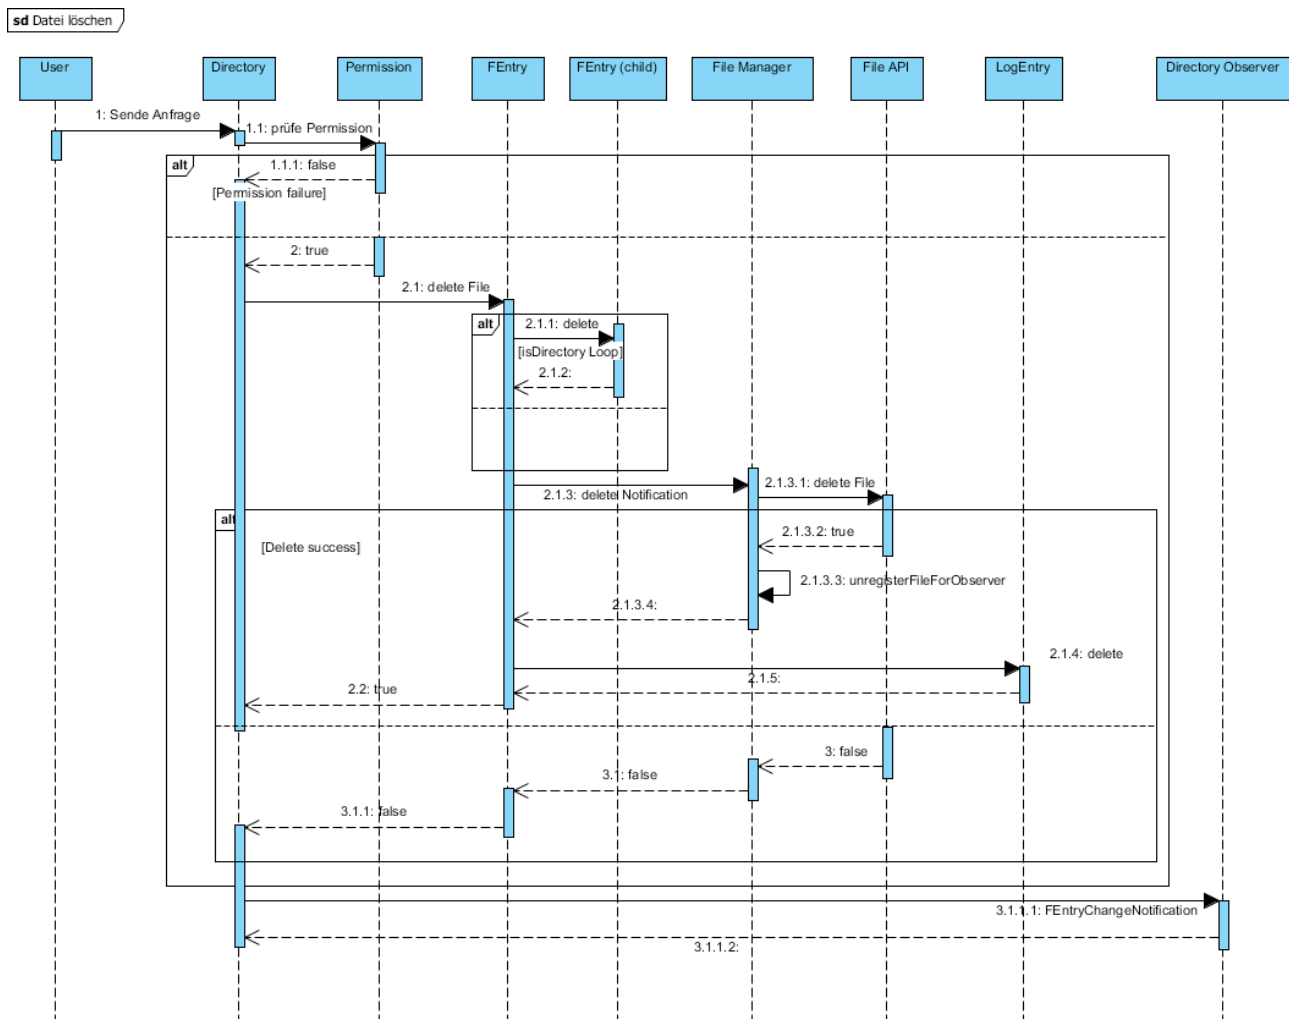 sd Datei löschen
User
Directory
Permission
FEntry
FEntry (child)
File Manager
File API
LogEntry
Directory Observer
1: Sende Anfrage
1.1: prüfe Permission
alt
1.1.1: false
[Permission failure]
2: true
2.1: delete File
alt
2.1.1: delete
[isDirectory Loop]
2.1.2:
2.1.3: delete Notification
2.1.3.1: delete File
alt
[Delete success]
2.1.3.2: true
2.1.3.3: unregisterFileForObserver
2.1.3.4:
2.1.4: delete
2.1.5:
2.2: true
3: false
3.1: false
3.1.1: false
3.1.1.1: FEntryChangeNotification
3.1.1.2: